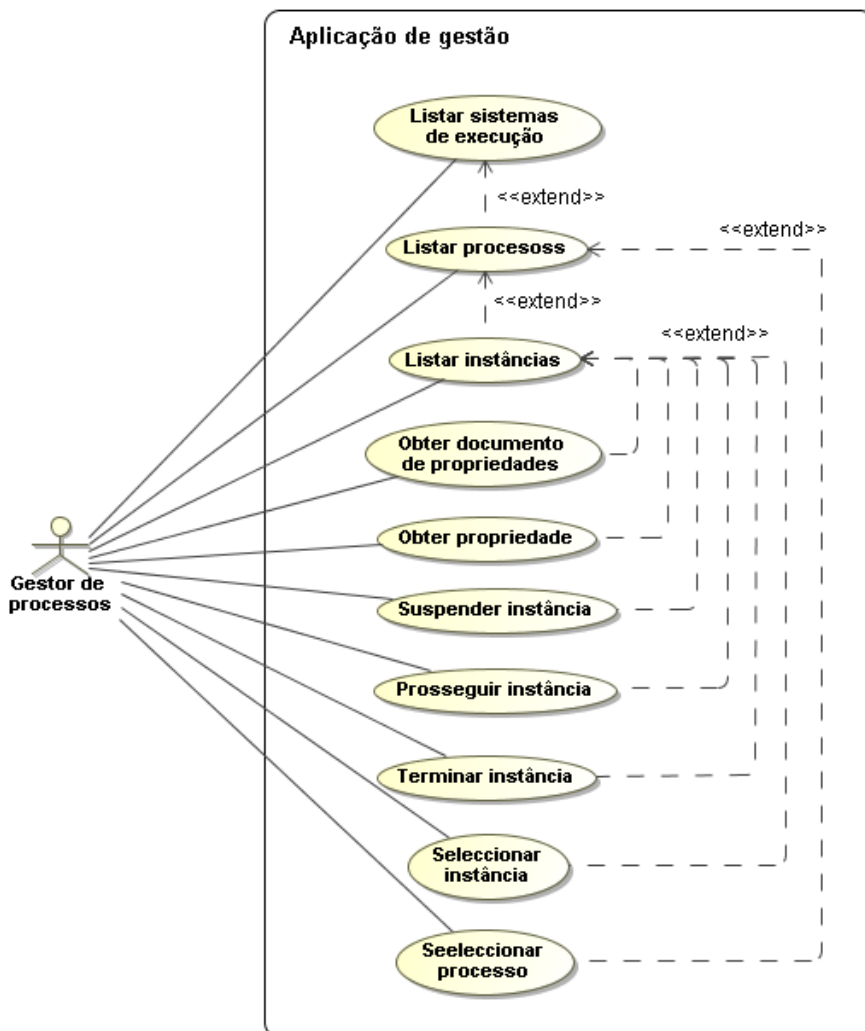 Aplicação de gestão
Listar sistemas
de execução
<<extend>>
<<extend>>
Listar procesoss
<<extend>>
<<extend>>
Listar instâncias
Obter documento
de propriedades
Obter propriedade
Gestor de
processos
Suspender instância
Prosseguir instância
Terminar instância
Seleccionar
instância
Seeleccionar
processo